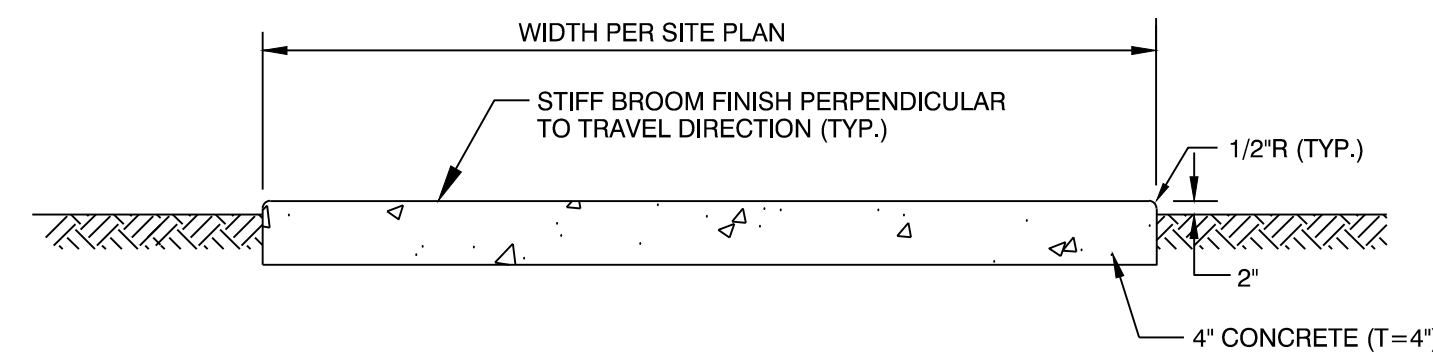 WIDTH PER SITE PLAN
STIFF BROOM FINISH PERPENDICULAR
TO TRAVEL DIRECTION (TYP.)
1/2"R (TYP.)
2"
4" CONCRETE (T=4")